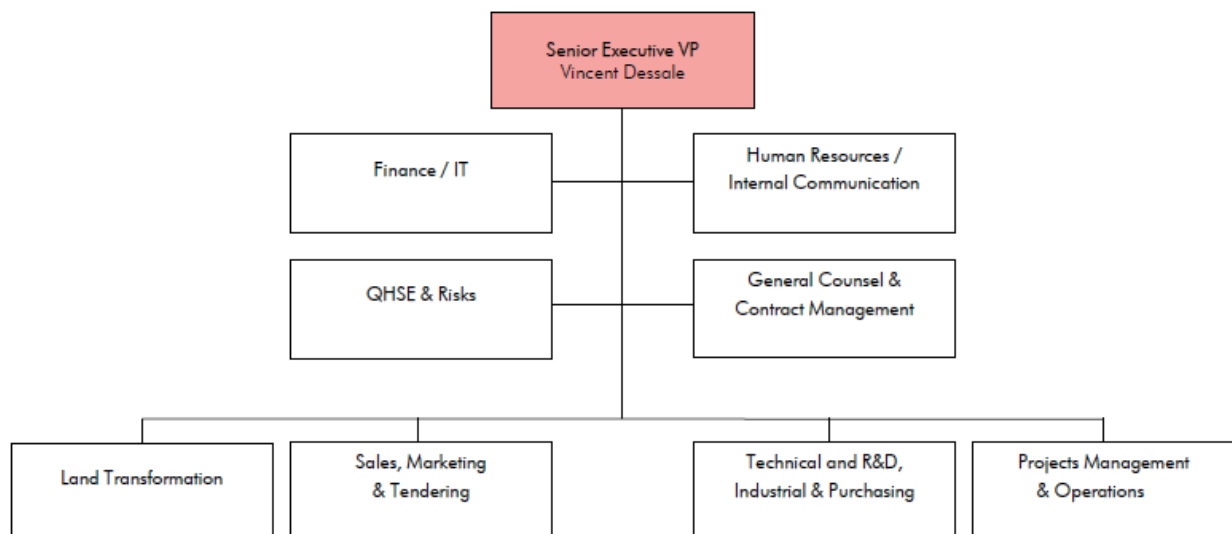 Senior Executive VP
Vincent Dessale
Finance / IT
Human Resources /
Internal Communication
QHSE & Risks
General Counsel &
Contract Management
Land Transformation
Sales, Marketing
& Tendering
Technical and R&D,
Industrial & Purchasing
Projects Management
& Operations